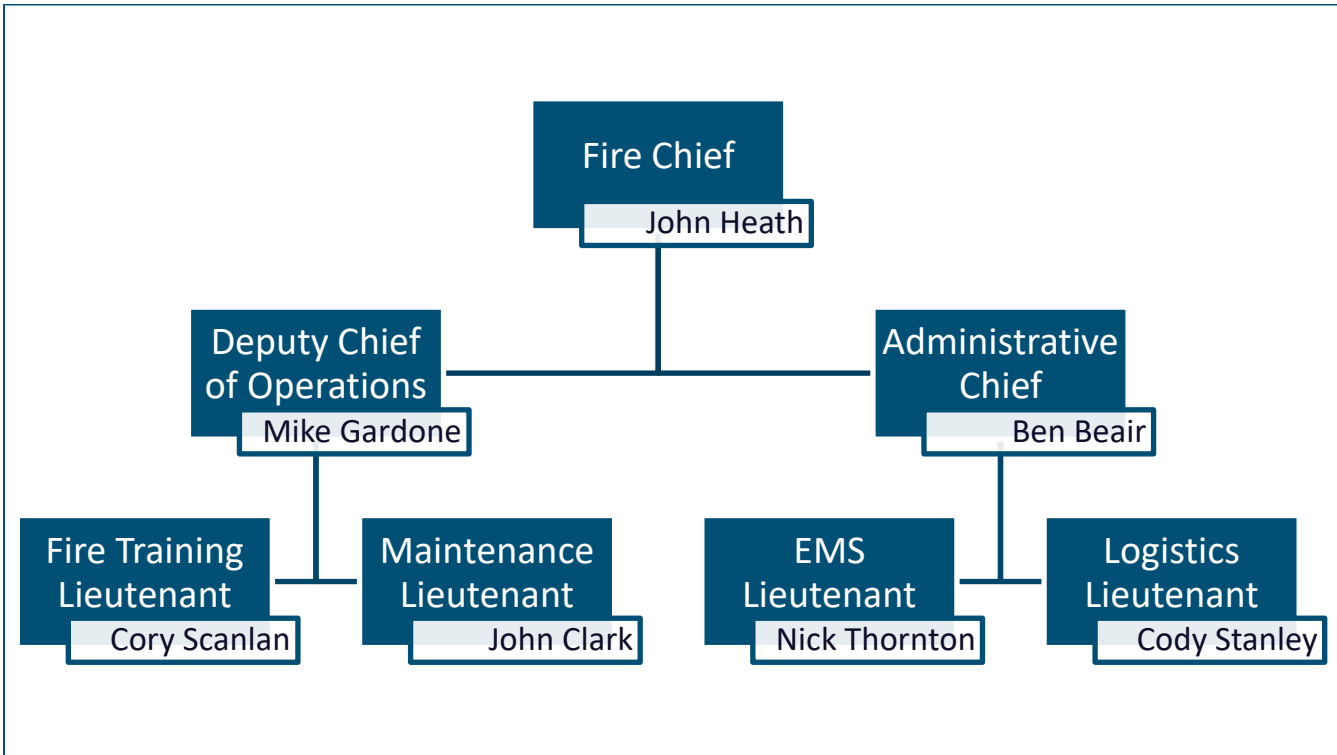 Fire Chief
John Heath
Deputy Chief
of Operations
Mike Gardone
Administrative
Chief
Ben Beair
Fire Training
Lieutenant
Cory Scanlan
Maintenance
Lieutenant
John Clark
EMS
Lieutenant
Nick Thornton
Logistics
Lieutenant
Cody Stanley